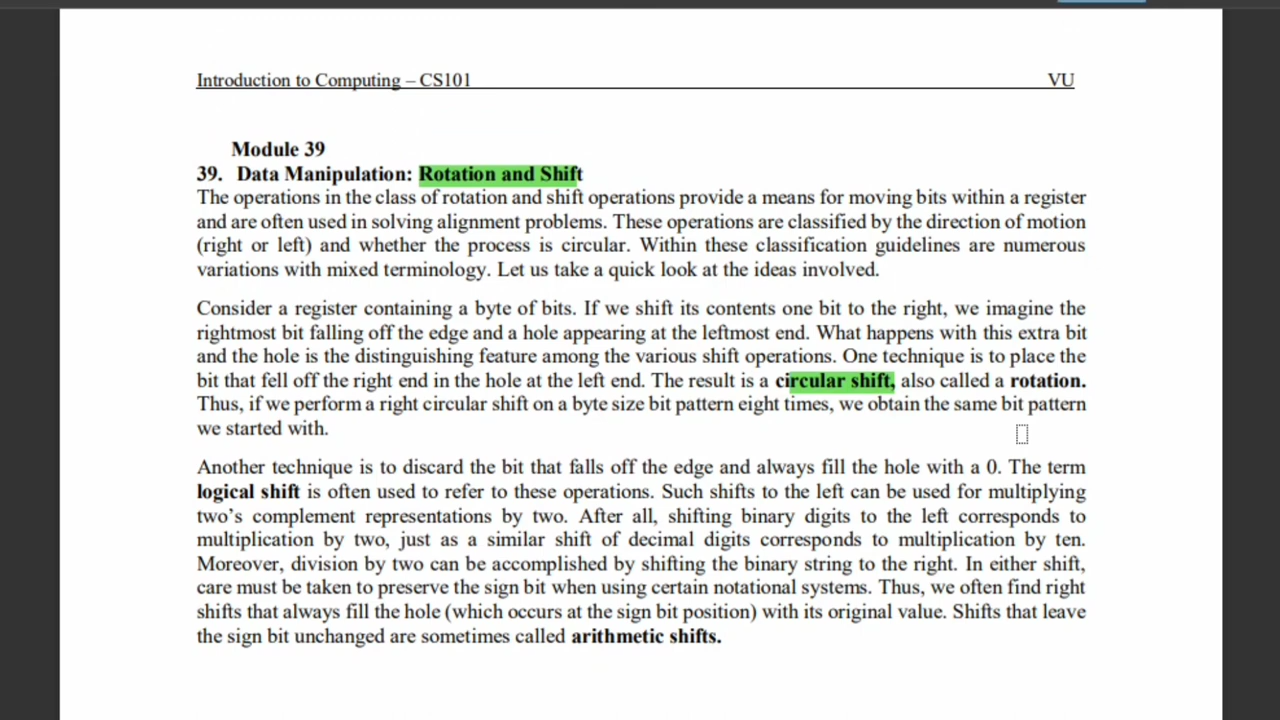 Introduction to Computing – CS101 VU
Module 39
39. Data Manipulation: Rotation and Shift
The operations in the class of rotation and shift operations provide a means for moving bits within a register
and are often used in solving alignment problems. These operations are classified by the direction of motion
(right or left) and whether the process is circular. Within these classification guidelines are numerous
variations with mixed terminology. Let us take a quick look at the ideas involved.
Consider a register containing a byte of bits. If we shift its contents one bit to the right, we imagine the
rightmost bit falling off the edge and a hole appearing at the leftmost end. What happens with this extra bit
and the hole is the distinguishing feature among the various shift operations. One technique is to place the
bit that fell off the right end in the hole at the left end. The result is a circular shift, also called a rotation.
Thus, if we perform a right circular shift on a byte size bit pattern eight times, we obtain the same bit pattern
we started with.
Another technique is to discard the bit that falls off the edge and always fill the hole with a 0. The term
logical shift is often used to refer to these operations. Such shifts to the left can be used for multiplying
two’s complement representations by two. After all, shifting binary digits to the left corresponds to
multiplication by two, just as a similar shift of decimal digits corresponds to multiplication by ten.
Moreover, division by two can be accomplished by shifting the binary string to the right. In either shift,
care must be taken to preserve the sign bit when using certain notational systems. Thus, we often find right
shifts that always fill the hole (which occurs at the sign bit position) with its original value. Shifts that leave
the sign bit unchanged are sometimes called arithmetic shifts.